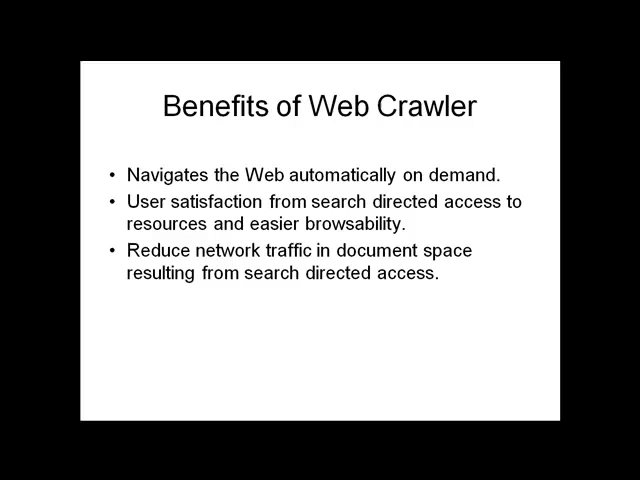 Benefits of Web Crawler
• Navigates the Web automatically on demand.
• User satisfaction from search directed access to
resources and easier browsability.
• Reduce network traffic in document space
resulting from search directed access.